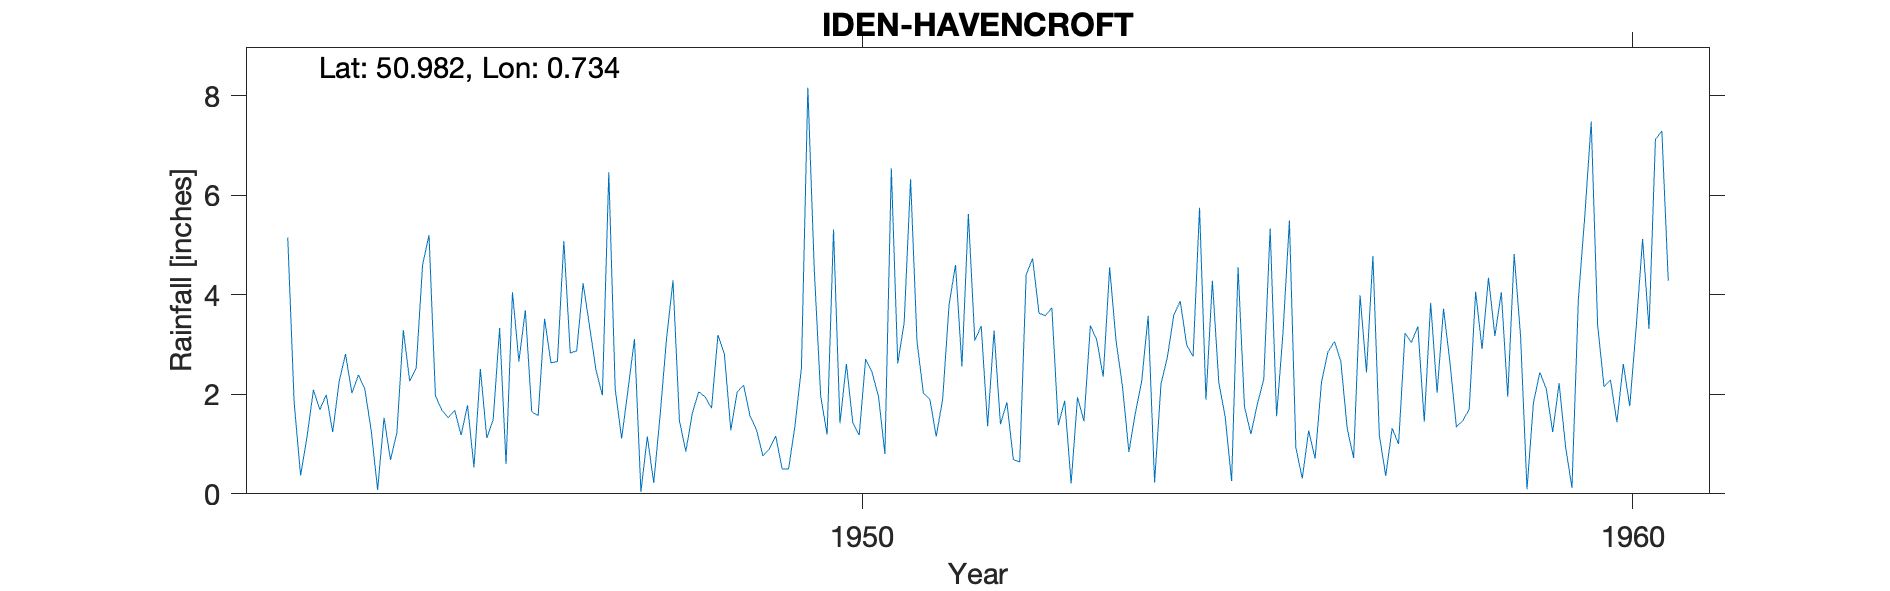 IDEN-HAVENCROFT
Lat: 50.982, Lon: 0.734
8
6
4
2
0
Rainfall [inches]
1950
1960
Year